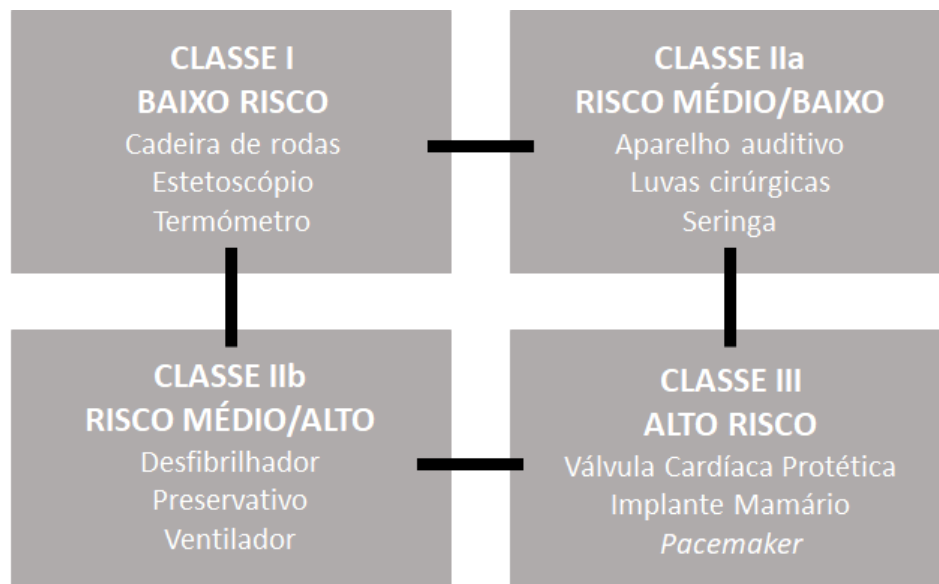 CLASSE I
BAIXO RISCO
Cadeira de rodas
Estetoscópio
Termómetro
CLASSE IIa
RISCO MÉDIO/BAIXO
Aparelho auditivo
Luvas cirúrgicas
Seringa
CLASSE IIb
RISCO MÉDIO/ALTO
Desfibrilhador
Preservativo
Ventilador
CLASSE III
ALTO RISCO
Válvula Cardíaca Protética
Implante Mamário
Pacemaker